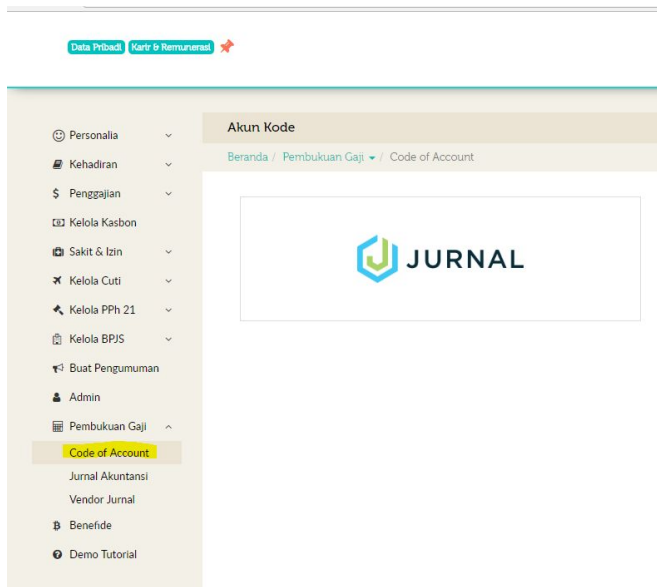 Data Pribadi Karir & Remunerasi
Personalia
Kehadiran
Penggajian
Kelola Kasbon
Sakit & Izin
Kelola Cuti
Kelola PPh 21
Kelola BPJS
Buat Pengumuman
Admin
Pembukuan Gaji
Code of Account
Jurnal Akuntansi
Vendor Jurnal
Benefide
Demo Tutorial
Akun Kode
Beranda / Pembukuan Gaji / Code of Account
JURNAL